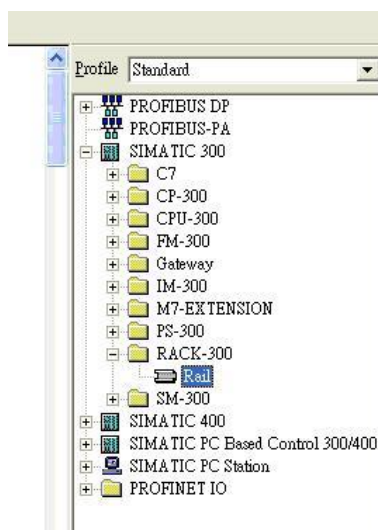 Profile Standard
PROFIBUS DP
PROFIBUS-PA
SIMATIC 300
C7
CP-300
CPU-300
FM-300
Gateway
IM-300
M7-EXTENSION
PS-300
RACK-300
Rail
SM-300
SIMATIC 400
SIMATIC PC Based Control 300/400
SIMATIC PC Station
PROFINET IO